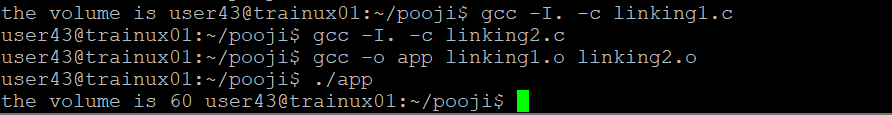 the volume is user43@trainux01:~/pooji$ gcc -I. -c linking1.c
user43@trainux01:~/pooji$ gcc -I. -c linking2.c
user43@trainux01:~/pooji$ gcc -o app linking1.o linking2.o
user43@trainux01:~/pooji$ ./app
the volume is 60 user43@trainux01:~/pooji$